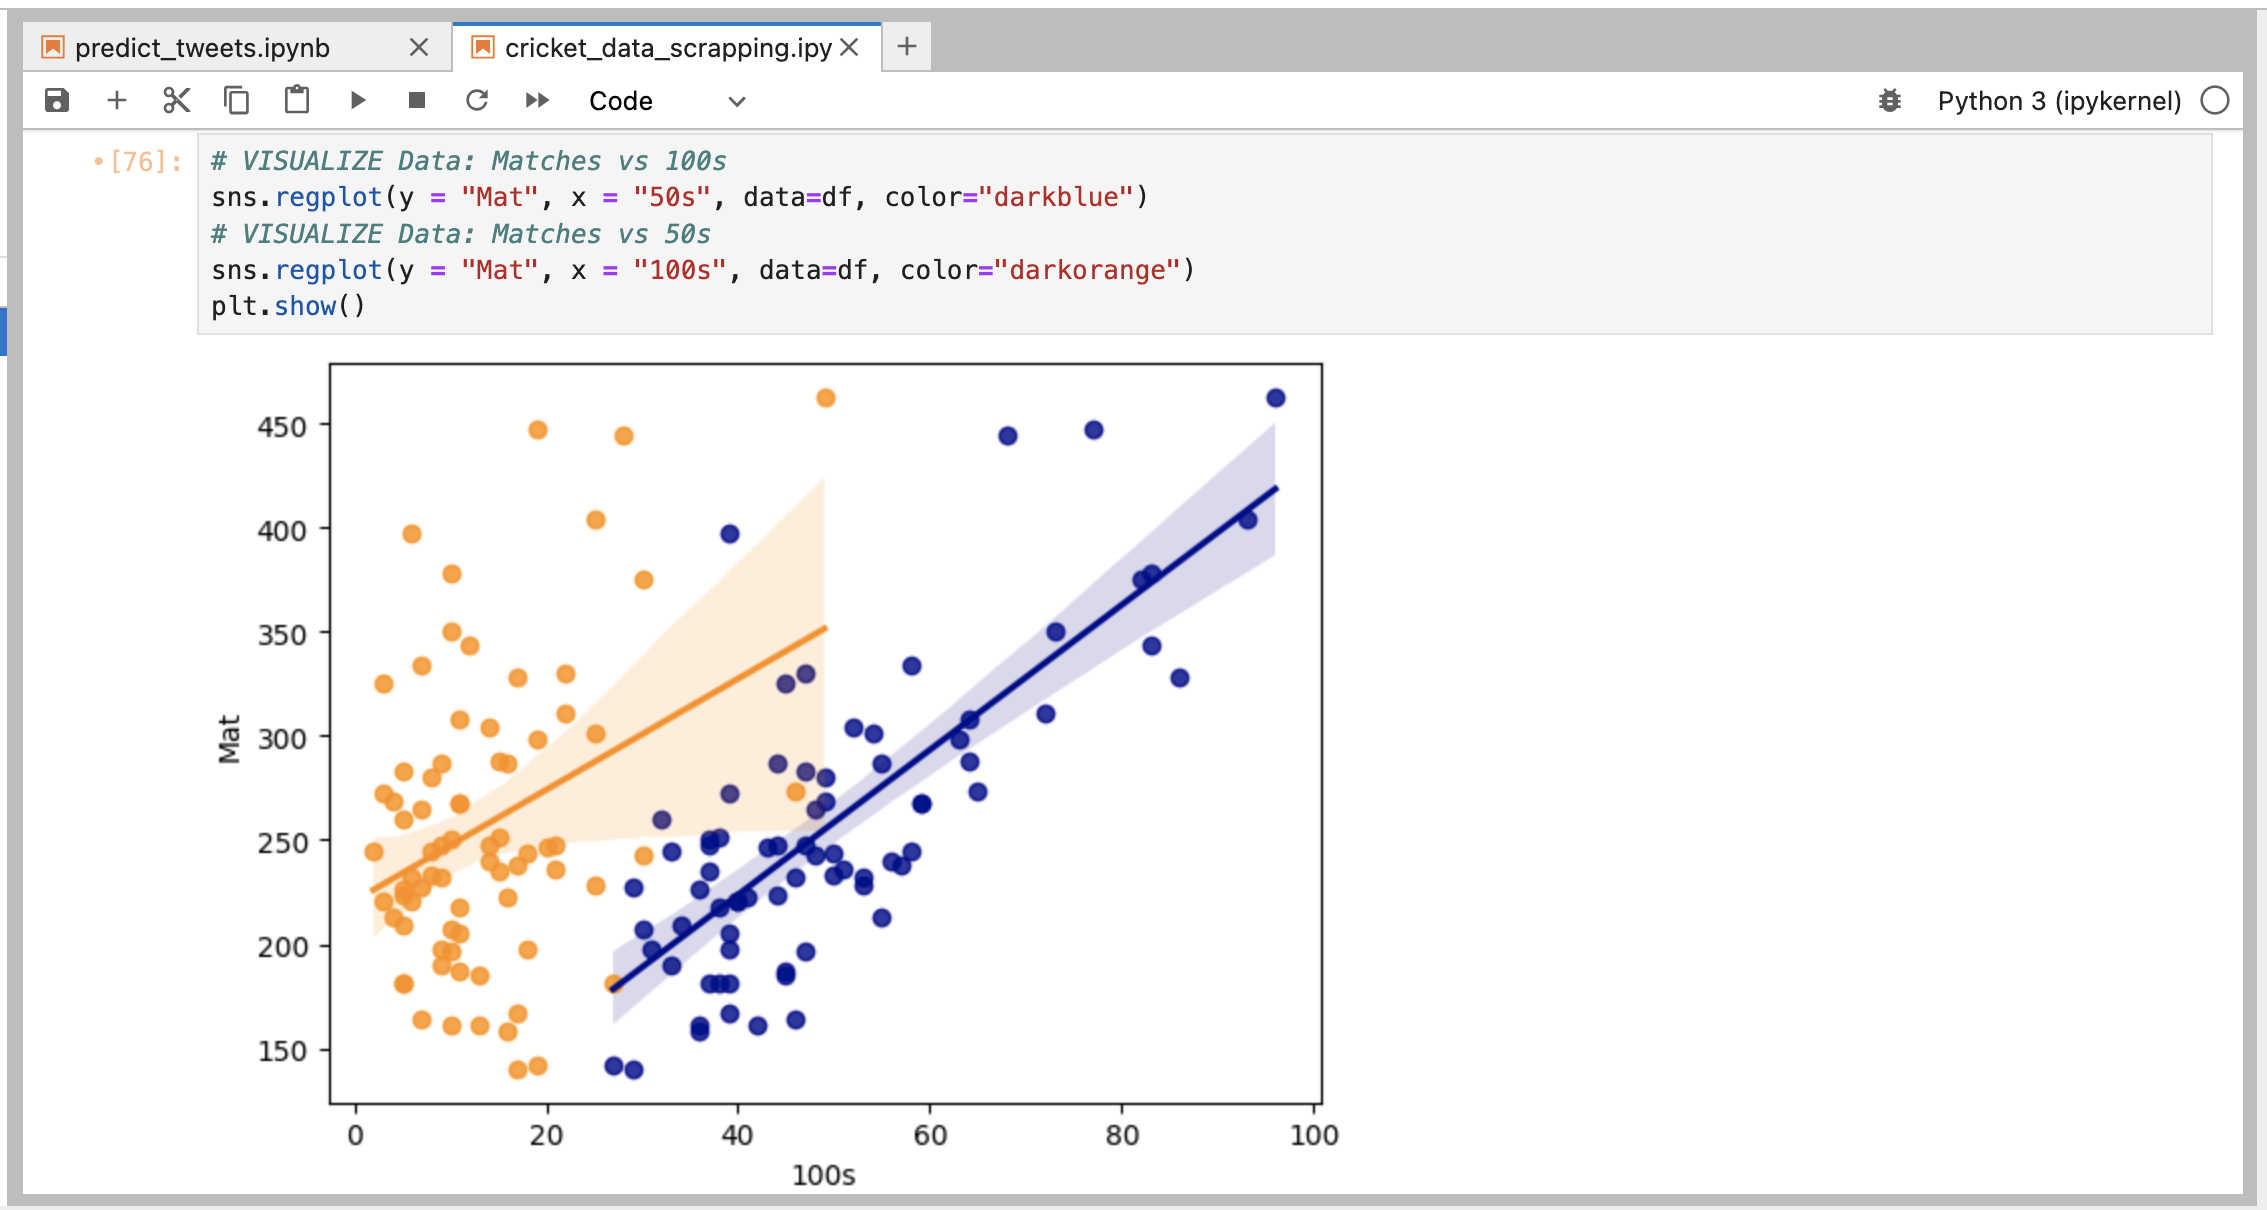 predict_tweets.ipynb
cricket_data_scrapping.ipy
Code
Python 3 (ipykernel)
[76]:
# VISUALIZE Data: Matches vs 100s
sns.regplot(y = "Mat", x = "50s", data=df, color="darkblue")
# VISUALIZE Data: Matches vs 50s
sns.regplot(y = "Mat", x = "100s", data=df, color="darkorange")
plt.show()
450
400
350
300
250
200
150
Mat
0 20 40 60 80 100
100s